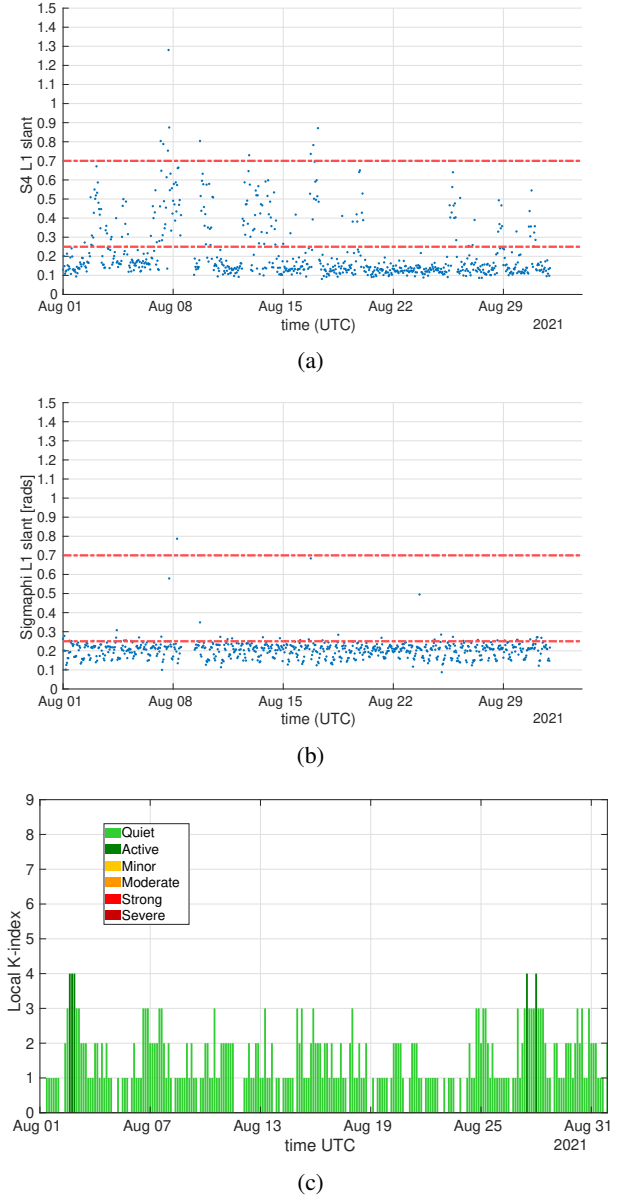 1.5
1.4
1.3
1.2
1.1
1
0.9
0.8
0.7
0.6
0.5
0.4
0.3
0.2
0.1
0
S4 L1 slant
Aug 01
Aug 08
Aug 15
Aug 22
Aug 29
time (UTC)
2021
(a)
1.5
1.4
1.3
1.2
1.1
1
0.9
0.8
0.7
0.6
0.5
0.4
0.3
0.2
0.1
0
Sigmaphi L1 slant [rads]
Aug 01
Aug 08
Aug 15
Aug 22
Aug 29
time (UTC)
2021
(b)
9
8
7
6
5
4
3
2
1
0
Local K-index
Quiet
Active
Minor
Moderate
Strong
Severe
Aug 01
Aug 07
Aug 13
Aug 19
Aug 25
Aug 31
time UTC
2021
(c)